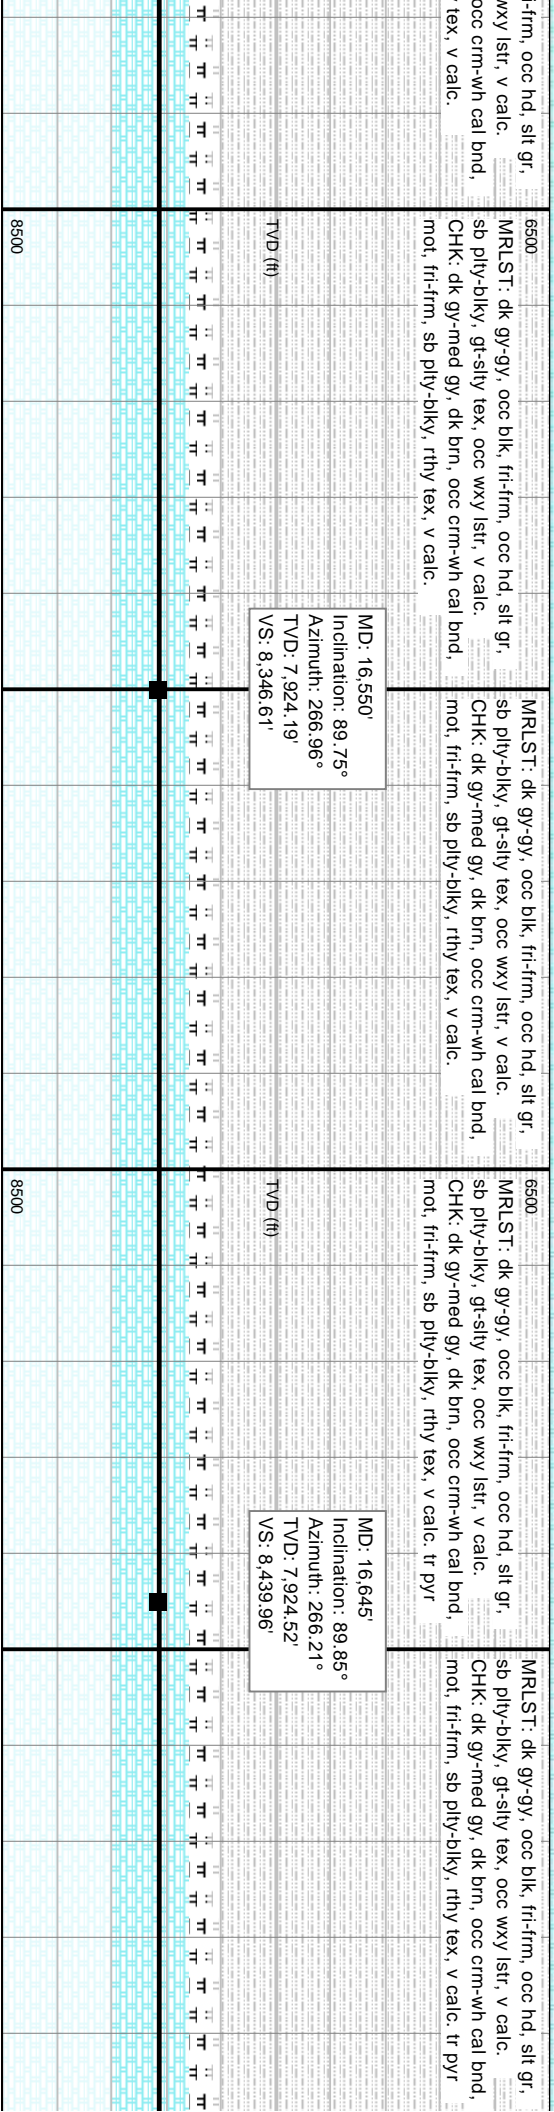 i-frm, occ hd, slt gr,
wxy lstr, v calc.
occ crm-wh cal bnd,
tex, v calc.
6500
MRLST: dk gy-gy, occ blk, fri-frm, occ hd, slt gr,
sb plty-blky, gt-slty tex, occ wxy lstr, v calc.
CHK: dk gy-med gy, dk brn, occ crm-wh cal bnd,
mot, fri-frm, sb plty-blky, rthy tex, v calc.
TVD (ft)
8500
MD: 16,550'
Inclination: 89.75°
Azimuth: 266.96°
TVD: 7,924.19'
VS: 8,346.61'
MRLST: dk gy-gy, occ blk, fri-frm, occ hd, slt gr,
sb plty-blky, gt-slty tex, occ wxy lstr, v calc.
CHK: dk gy-med gy, dk brn, occ crm-wh cal bnd,
mot, fri-frm, sb plty-blky, rthy tex, v calc.
6500
MRLST: dk gy-gy, occ blk, fri-frm, occ hd, slt gr,
sb plty-blky, gt-slty tex, occ wxy lstr, v calc.
CHK: dk gy-med gy, dk brn, occ crm-wh cal bnd,
mot, fri-frm, sb plty-blky, rthy tex, v calc. tr pyr
TVD (ft)
8500
MD: 16,645'
Inclination: 89.85°
Azimuth: 266.21°
TVD: 7,924.52'
VS: 8,439.96'
MRLST: dk gy-gy, occ blk, fri-frm, occ hd, slt gr,
sb plty-blky, gt-slty tex, occ wxy lstr, v calc.
CHK: dk gy-med gy, dk brn, occ crm-wh cal bnd,
mot, fri-frm, sb plty-blky, rthy tex, v calc. tr pyr